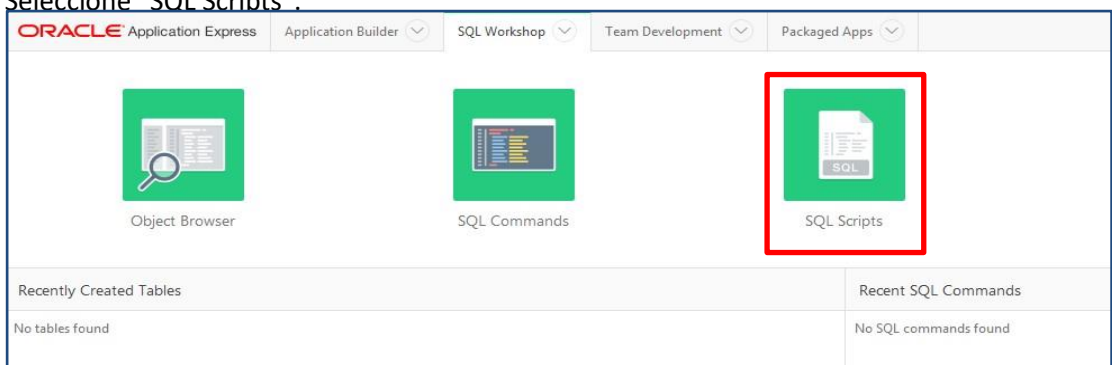 Seleccione "SQL Scripts".
ORACLE Application Express Application Builder SQL Workshop Team Development Packaged Apps
SQL
Object Browser SQL Commands SQL Scripts
Recently Created Tables Recent SQL Commands
No tables found No SQL commands found